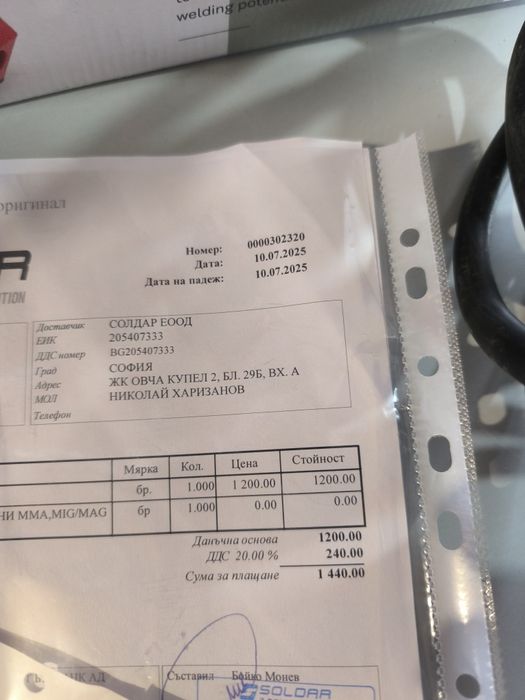 welding
оригинал
R
Номер: 0000302320
Дата: 10.07.2025
Дата на падеж: 10.07.2025
Доставчик СОЛДАР ЕООД
ЕИК 205407333
ДДС номер BG205407333
Град СОФИЯ
Адрес ЖК ОВЧА КУПЕЛ 2, БЛ. 29Б, ВХ. А
МОЛ НИКОЛАЙ ХАРИЗАНОВ
Телефон
Мярка Кол. Цена Стойност
бр. 1.000 1 200.00 1200.00
НИ MMA,MIG/MAG бр 1.000 0.00 0.00
Данъчна основа 1200.00
ДДС 20.00 % 240.00
Сума за плащане 1 440.00
АД Съставил Бойко Монев
SOLDAR